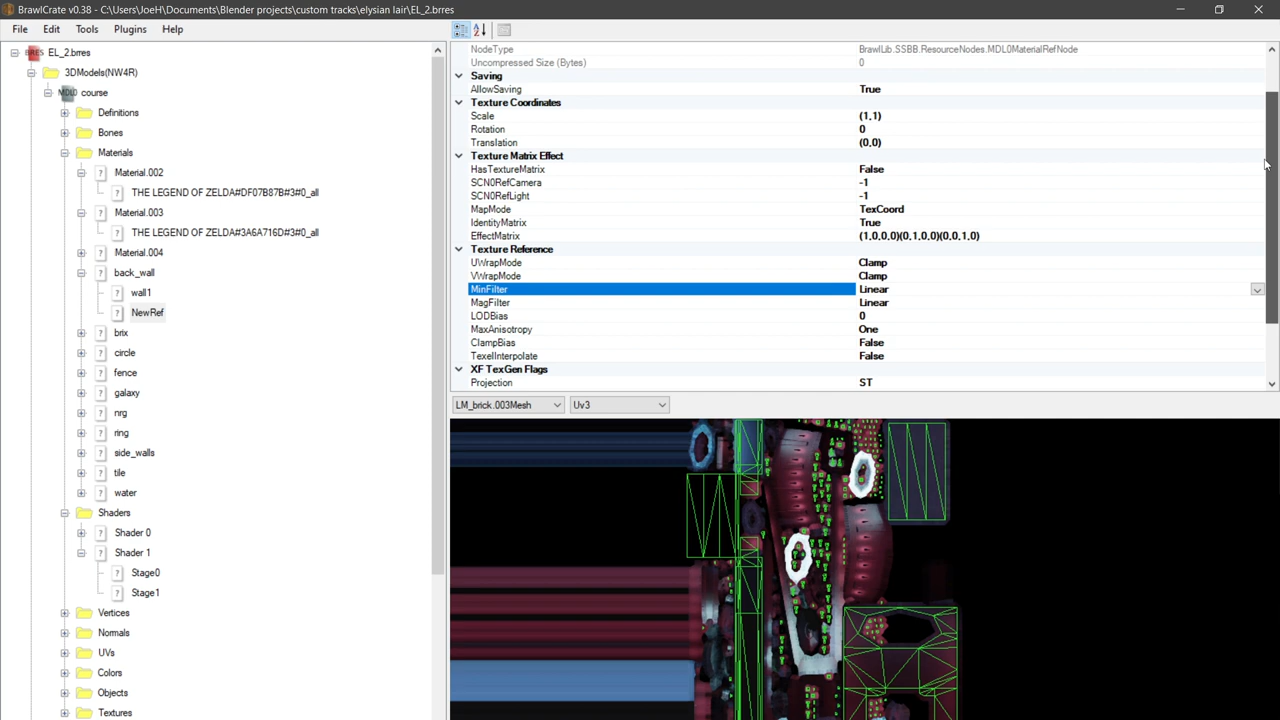 BrawlCrate v0.38 - C:\Users\JoeH\Documents\Blender projects\custom tracks\elysian lair\EL_2.brres
File Edit Tools Plugins Help
BRES EL_2.brres
3DModels(NW4R)
MDL0 course
Definitions
Bones
Materials
? Material.002
? THE LEGEND OF ZELDA#DF07B87B#3#0_all
? Material.003
? THE LEGEND OF ZELDA#3A6A716D#3#0_all
? Material.004
? back_wall
? wall1
? NewRef
? brix
? circle
? fence
? galaxy
? nrg
? ring
? side_walls
? tile
? water
Shaders
? Shader 0
? Shader 1
? Stage0
? Stage1
Vertices
Normals
UVs
Colors
Objects
Textures
NodeType BrawlLib.SSBB.ResourceNodes.MDL0MaterialRefNode
Uncompressed Size (Bytes) 0
Saving
AllowSaving True
Texture Coordinates
Scale (1,1)
Rotation 0
Translation (0,0)
Texture Matrix Effect
HasTextureMatrix False
SCN0RefCamera -1
SCN0RefLight -1
MapMode TexCoord
IdentityMatrix True
EffectMatrix (1,0,0,0)(0,1,0,0)(0,0,1,0)
Texture Reference
UWrapMode Clamp
VWrapMode Clamp
MinFilter Linear
MagFilter Linear
LODBias 0
MaxAnisotropy One
ClampBias False
TexelInterpolate False
XF TexGen Flags
Projection ST
LM_brick.003Mesh Uv3